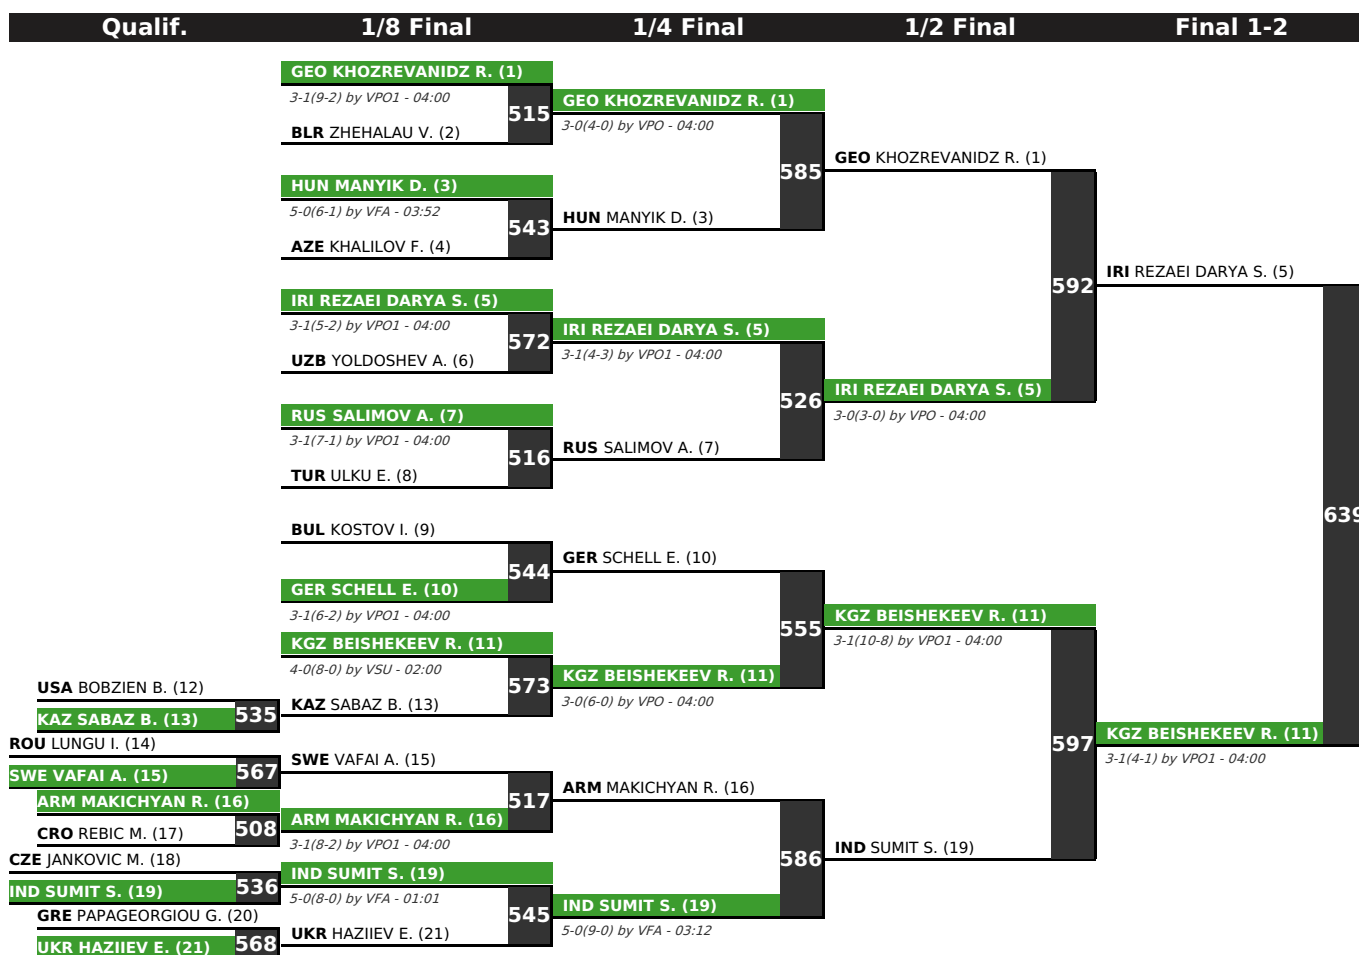 Qualif. 1/8 Final 1/4 Final 1/2 Final Final 1-2
GEO KHOZREVANIDZ R. (1)
3-1(9-2) by VPO1 - 04:00
515
BLR ZHEHALAU V. (2)
HUN MANYIK D. (3)
5-0(6-1) by VFA - 03:52
543
AZE KHALILOV F. (4)
IRI REZAEI DARYA S. (5)
3-1(5-2) by VPO1 - 04:00
572
UZB YOLDOSHEV A. (6)
RUS SALIMOV A. (7)
3-1(7-1) by VPO1 - 04:00
516
TUR ULKU E. (8)
BUL KOSTOV I. (9)
544
GER SCHELL E. (10)
3-1(6-2) by VPO1 - 04:00
KGZ BEISHEKEEV R. (11)
4-0(8-0) by VSU - 02:00
573
KAZ SABAZ B. (13)
USA BOBZIEN B. (12)
535
KAZ SABAZ B. (13)
ROU LUNGU I. (14)
567
SWE VAFAI A. (15)
ARM MAKICHYAN R. (16)
508
CRO REBIC M. (17)
CZE JANKOVIC M. (18)
536
IND SUMIT S. (19)
GRE PAPAGEORGIOU G. (20)
568
UKR HAZIIEV E. (21)
SWE VAFAI A. (15)
517
ARM MAKICHYAN R. (16)
3-1(8-2) by VPO1 - 04:00
IND SUMIT S. (19)
5-0(8-0) by VFA - 01:01
545
UKR HAZIIEV E. (21)
GEO KHOZREVANIDZ R. (1)
3-0(4-0) by VPO - 04:00
585
HUN MANYIK D. (3)
IRI REZAEI DARYA S. (5)
3-1(4-3) by VPO1 - 04:00
526
RUS SALIMOV A. (7)
GER SCHELL E. (10)
555
KGZ BEISHEKEEV R. (11)
3-0(6-0) by VPO - 04:00
ARM MAKICHYAN R. (16)
586
IND SUMIT S. (19)
5-0(9-0) by VFA - 03:12
GEO KHOZREVANIDZ R. (1)
592
IRI REZAEI DARYA S. (5)
3-0(3-0) by VPO - 04:00
KGZ BEISHEKEEV R. (11)
3-1(10-8) by VPO1 - 04:00
597
IND SUMIT S. (19)
IRI REZAEI DARYA S. (5)
639
KGZ BEISHEKEEV R. (11)
3-1(4-1) by VPO1 - 04:00